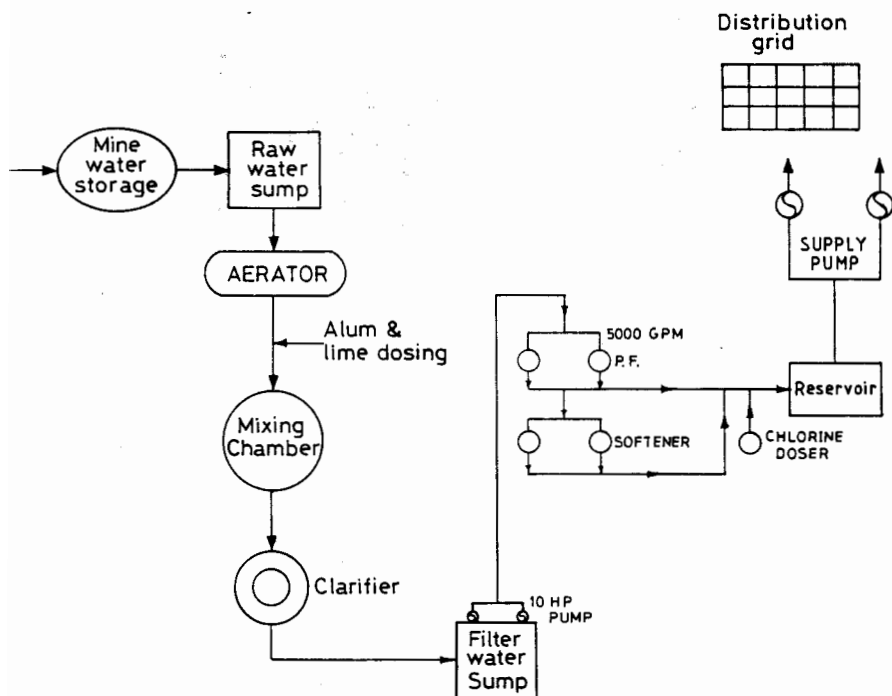 Distribution
grid
Mine
water
storage
Raw
water
sump
AERATOR
Alum &
lime dosing
Mixing
Chamber
Clarifier
10 HP
PUMP
Filter
water
Sump
5000 GPM
P.F.
SOFTENER
CHLORINE
DOSER
Reservoir
SUPPLY
PUMP